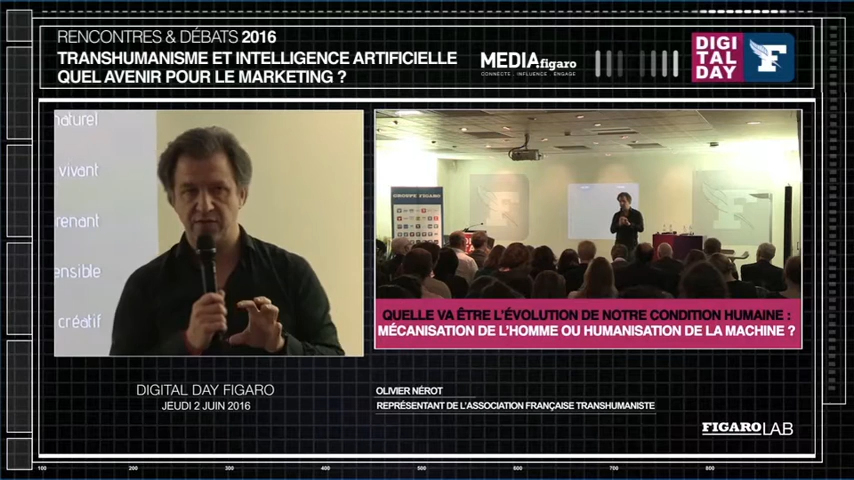 RENCONTRES & DÉBATS 2016
TRANSHUMANISME ET INTELLIGENCE ARTIFICIELLE
QUEL AVENIR POUR LE MARKETING ?
MEDIAfigaro
CONNECTE . INFLUENCE . ENGAGE
DIGI
TAL
DAY
F
naturel
vivant
renant
ensible
créatif
GROUPE FIGARO
QUELLE VA ÊTRE L'ÉVOLUTION DE NOTRE CONDITION HUMAINE :
MÉCANISATION DE L'HOMME OU HUMANISATION DE LA MACHINE ?
DIGITAL DAY FIGARO
JEUDI 2 JUIN 2016
OLIVIER NÉROT
REPRÉSENTANT DE L'ASSOCIATION FRANÇAISE TRANSHUMANISTE
FIGAROLAB
100 200 300 400 500 600 700 800